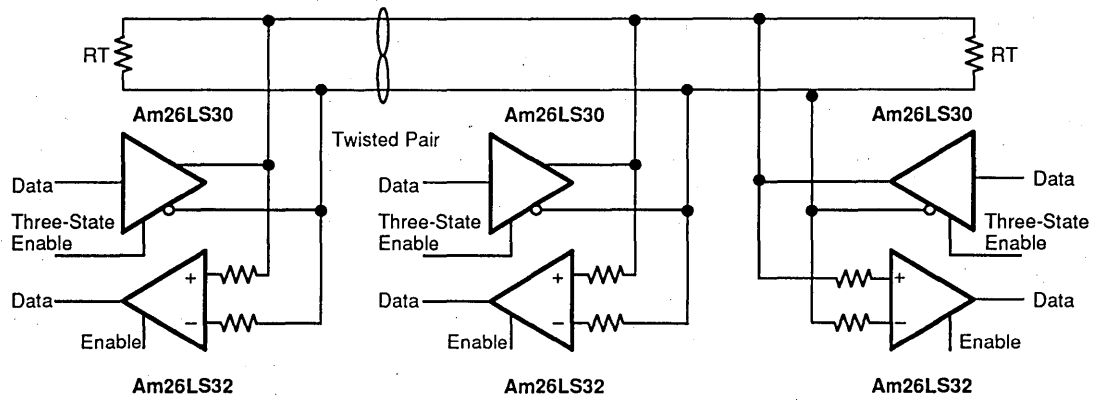 RT
RT
Am26LS30
Am26LS30
Am26LS30
Twisted Pair
Data
Data
Data
Three-State
Enable
Three-State
Enable
Three-State
Enable
+
+
+
Data
Data
Data
−
−
−
Enable
Enable
Enable
Am26LS32
Am26LS32
Am26LS32